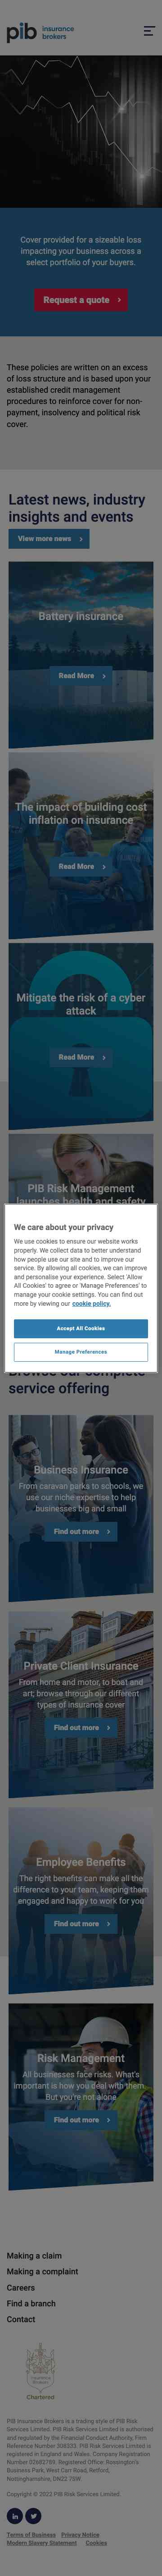 pib insurance
brokers
Cover provided for a sizeable loss
impacting your business across a
select portfolio of your buyers.
Request a quote
These policies are written on an excess
of loss structure and is based upon your
established credit management
procedures to reinforce cover for non-
payment, insolvency and political risk
cover.
Latest news, industry
insights and events
View more news
Battery insurance
Read More
The impact of building cost
inflation on insurance
Read More
Mitigate the risk of a cyber
attack
Read More
PIB Risk Management
launches health and safety
We care about your privacy
We use cookies to ensure our website works
properly. We collect data to better understand
how people use our site and to improve our
service. By allowing all cookies, we can improve
and personalise your experience. Select 'Allow
All Cookies' to agree or 'Manage Preferences' to
manage your cookie settings. You can find out
more by viewing our cookie policy.
Accept All Cookies
Manage Preferences
Browse our complete
service offering
Business Insurance
From caravan parks to schools, we
use our niche expertise to help
businesses big and small
Find out more
Private Client Insurance
From home and motor, to boat and
art; browse through our different
types of insurance cover
Find out more
Employee Benefits
The right benefits can make all the
difference to your team, keeping them
engaged and happy to work for you
Find out more
Risk Management
All businesses face risks. What's
important is how you deal with them.
But you're not alone
Find out more
Making a claim
Making a complaint
Careers
Find a branch
Contact
Chartered
PIB Insurance Brokers is a trading style of PIB Risk
Services Limited. PIB Risk Services Limited is authorised
and regulated by the Financial Conduct Authority, Firm
Reference Number 308333. PIB Risk Services Limited is
registered in England and Wales. Company Registration
Number 02682789. Registered Office: Rossington's
Business Park, West Carr Road, Retford,
Nottinghamshire, DN22 7SW.
Copyright © 2022 PIB Risk Services Limited
Terms of Business Privacy Notice
Modern Slavery Statement Cookies